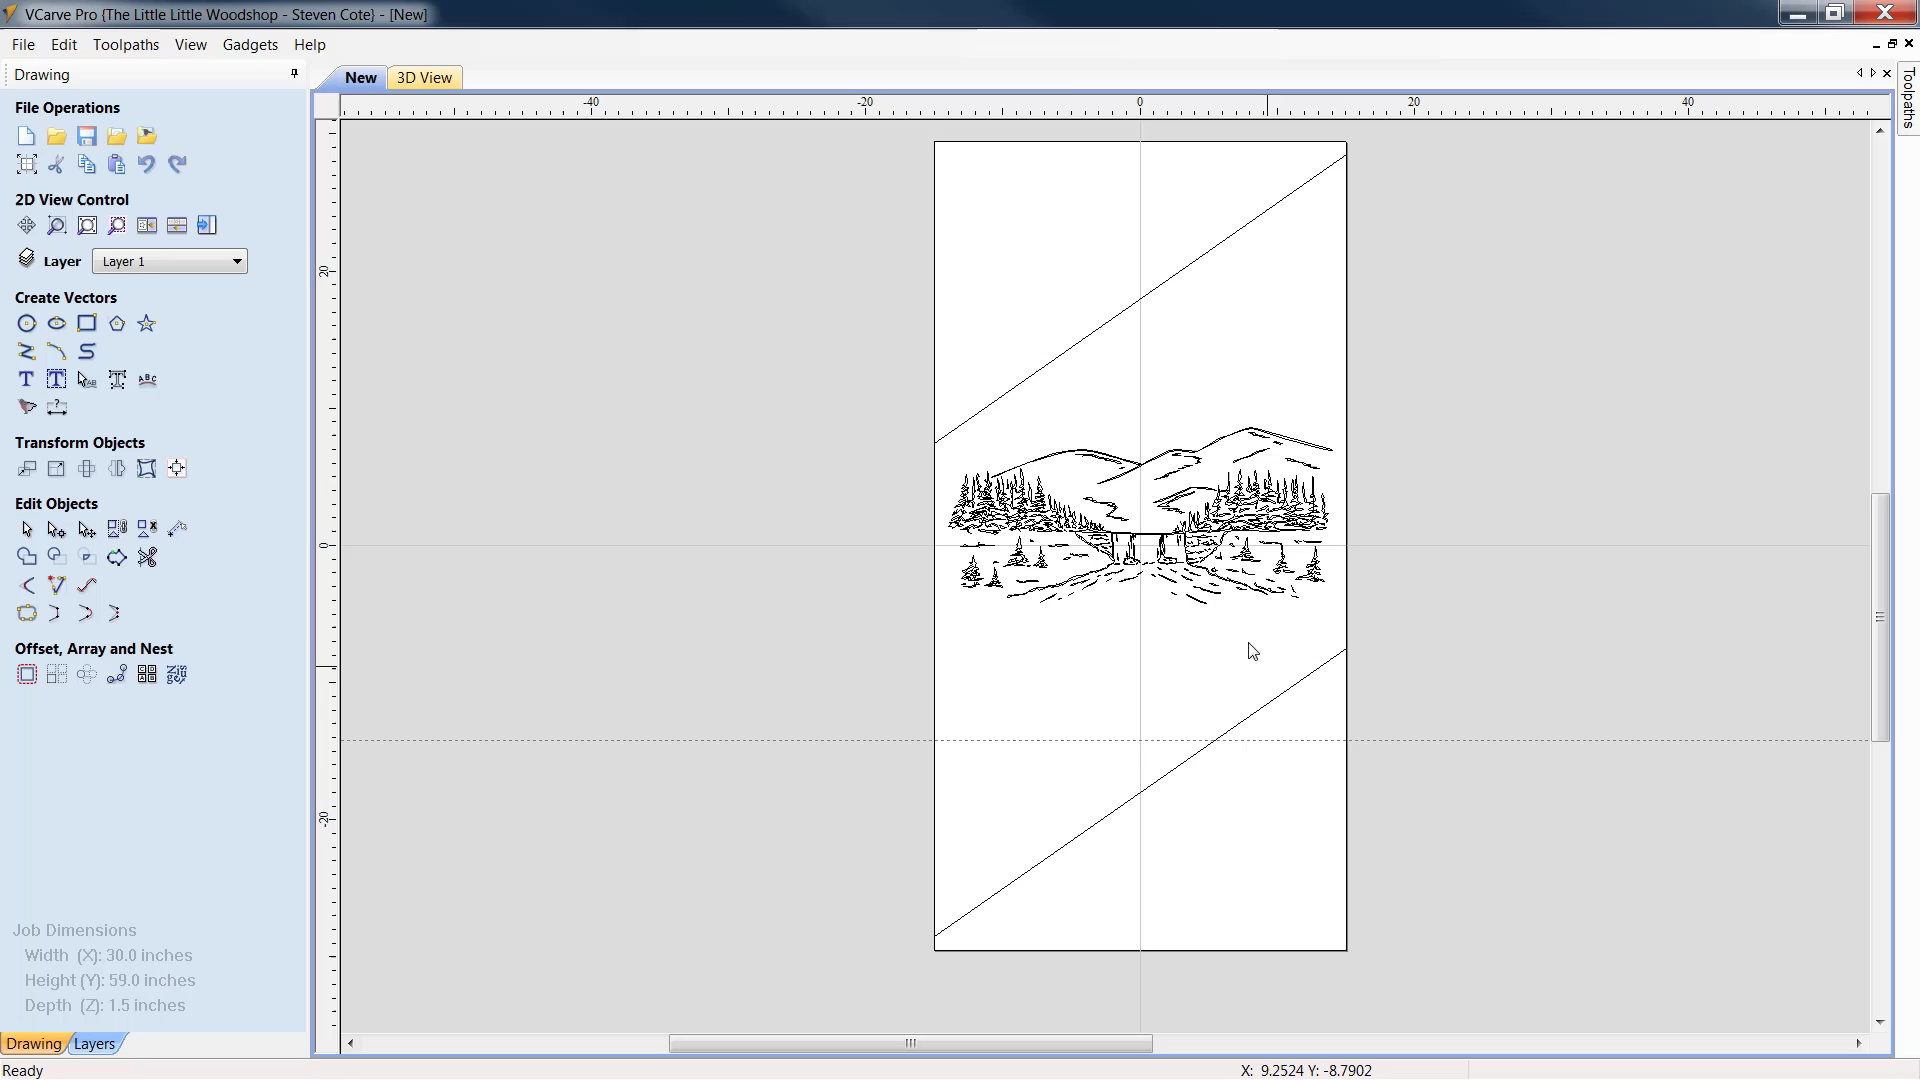 VCarve Pro {The Little Little Woodshop - Steven Cote} - [New]
File Edit Toolpaths View Gadgets Help
Drawing
New 3D View
Toolpaths
-40 -20 0 20 40
20
0
-20
File Operations
2D View Control
Layer Layer 1
Create Vectors
Transform Objects
Edit Objects
Offset, Array and Nest
Job Dimensions
Width (X): 30.0 inches
Height (Y): 59.0 inches
Depth (Z): 1.5 inches
Drawing Layers
Ready
X: 9.2524 Y: -8.7902